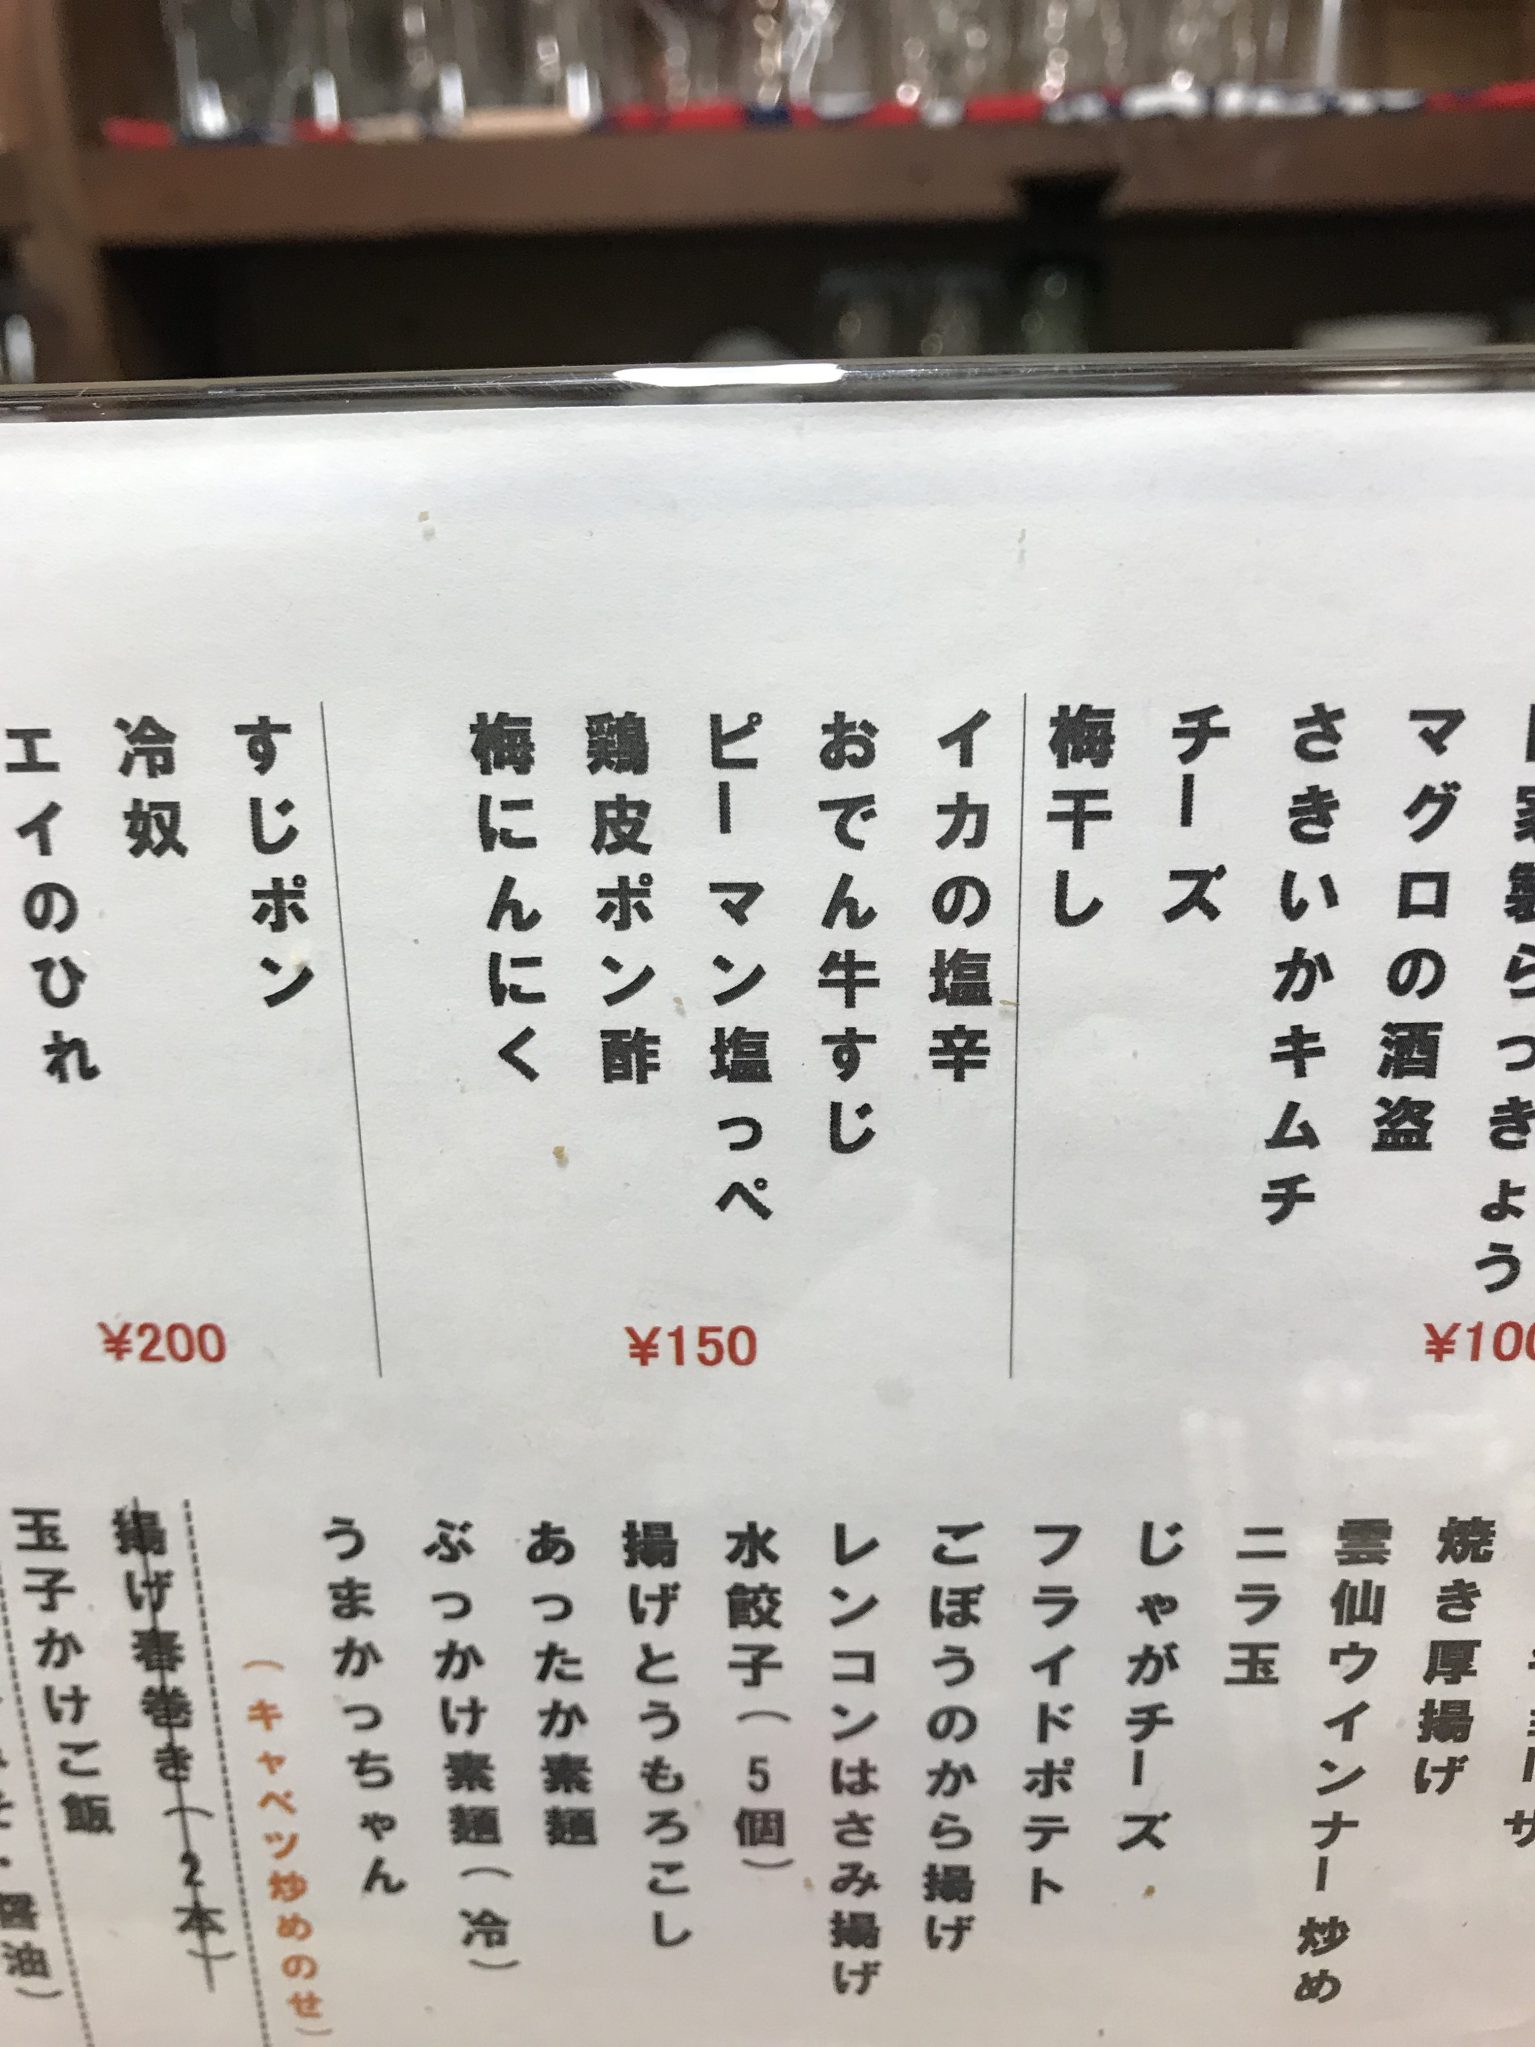 マグロの酒盗
さきいかキムチ
チーズ
梅干し
イカの塩辛
おでん牛すじ
ピーマン塩っぺ
鶏皮ポン酢
梅にんにく
¥150
すじポン
冷奴
エイのひれ
¥200
焼き厚揚げ
雲仙ウインナー炒め
ニラ玉
じゃがチーズ
フライドポテト
ごぼうのから揚げ
レンコンはさみ揚げ
水餃子(5個)
揚げとうもろこし
あったか素麺
ぶっかけ素麺(冷)
うまかっちゃん
(キャベツ炒めのせ)
揚げ春巻き(2本)
玉子かけご飯
・醤油)